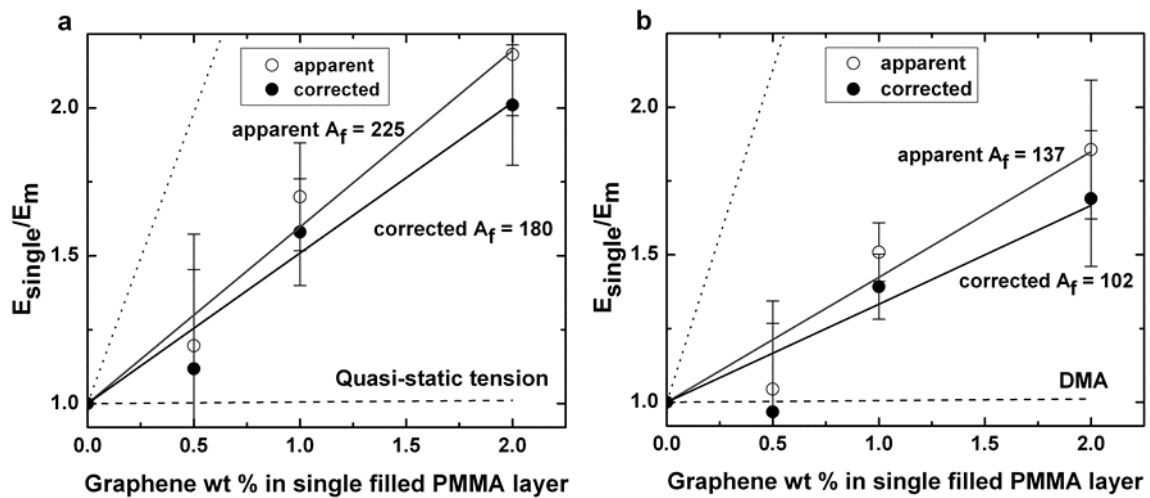 a
apparent
corrected
apparent A_f = 225
corrected A_f = 180
Quasi-static tension
E_single/E_m
2.0
1.5
1.0
0.0 0.5 1.0 1.5 2.0
Graphene wt % in single filled PMMA layer
b
apparent
corrected
apparent A_f = 137
corrected A_f = 102
DMA
E_single/E_m
2.0
1.5
1.0
0.0 0.5 1.0 1.5 2.0
Graphene wt % in single filled PMMA layer